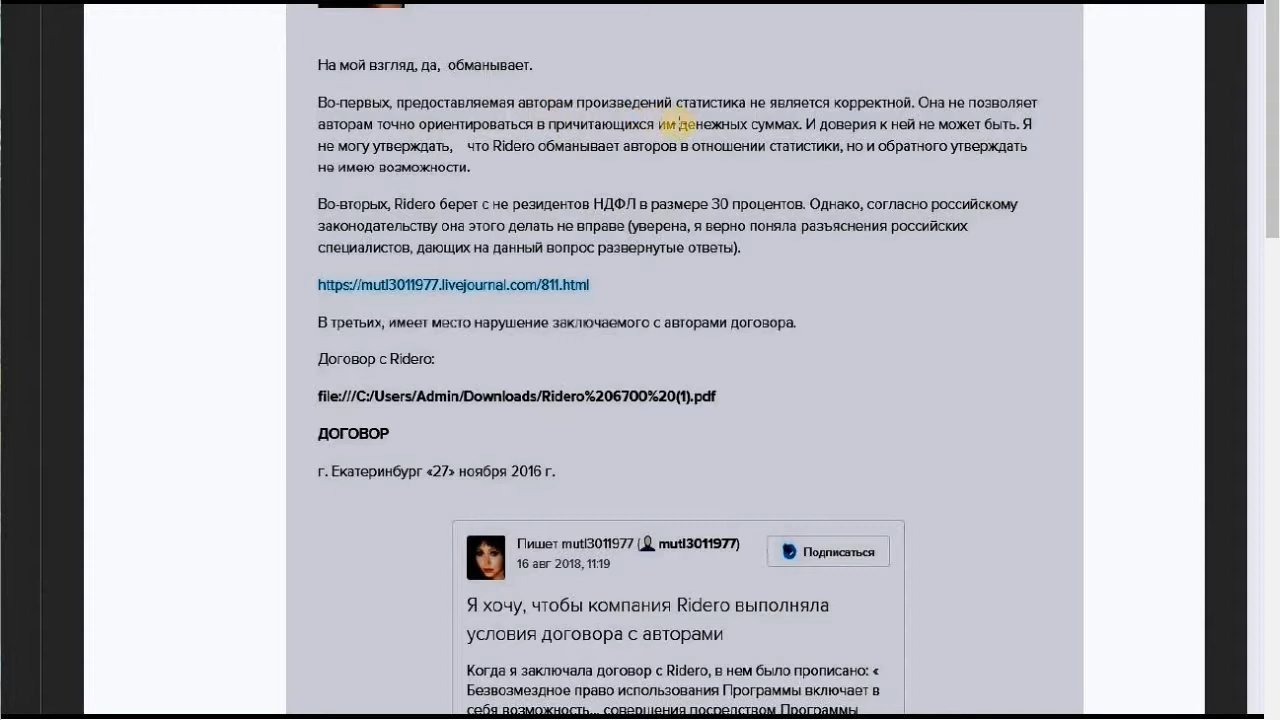 На мой взгляд, да, обманывает.
Во-первых, предоставляемая авторам произведений статистика не является корректной. Она не позволяет
авторам точно ориентироваться в причитающихся им денежных суммах. И доверия к ней не может быть. Я
не могу утверждать, что Ridero обманывает авторов в отношении статистики, но и обратного утверждать
не имею возможности.
Во-вторых, Ridero берет с не резидентов НДФЛ в размере 30 процентов. Однако, согласно российскому
законодательству она этого делать не вправе (уверена, я верно поняла разъяснения российских
специалистов, дающих на данный вопрос развернутые ответы).
https://mutl3011977.livejournal.com/811.html
В третьих, имеет место нарушение заключаемого с авторами договора.
Договор с Ridero:
file:///C:/Users/Admin/Downloads/Ridero%206700%20(1).pdf
ДОГОВОР
г. Екатеринбург «27» ноября 2016 г.
Пишет mutl3011977 (mutl3011977)
Подписаться
16 авг 2018, 11:19
Я хочу, чтобы компания Ridero выполняла
условия договора с авторами
Когда я заключала договор с Ridero, в нем было прописано: «
Безвозмездное право использования Программы включает в
себя возможность... совершения посредством Программы